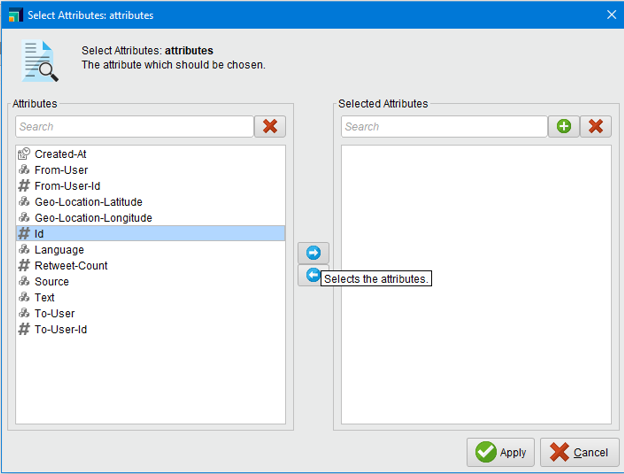 Select Attributes: attributes
Select Attributes: attributes
The attribute which should be chosen.
Attributes
Search
Created-At
From-User
From-User-Id
Geo-Location-Latitude
Geo-Location-Longitude
Id
Language
Retweet-Count
Source
Text
To-User
To-User-Id
Selected Attributes
Search
Selects the attributes.
Apply
Cancel